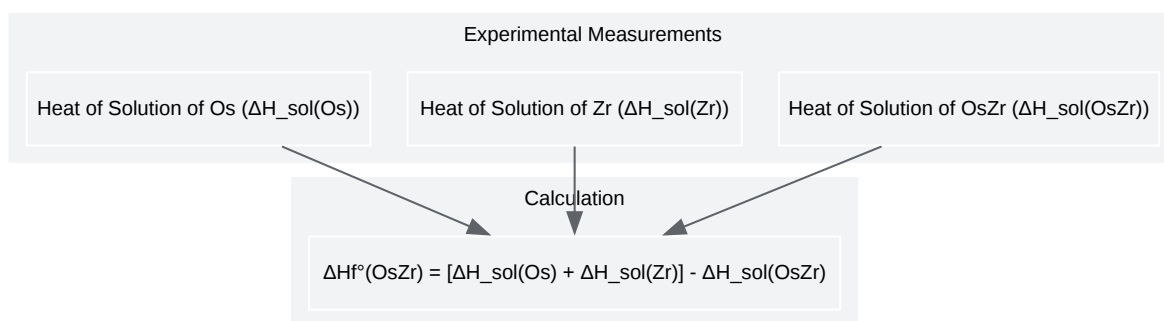 Experimental Measurements
Heat of Solution of Os (ΔH_sol(Os))
Heat of Solution of Zr (ΔH_sol(Zr))
Heat of Solution of OsZr (ΔH_sol(OsZr))
Calculation
ΔHf°(OsZr) = [ΔH_sol(Os) + ΔH_sol(Zr)] - ΔH_sol(OsZr)